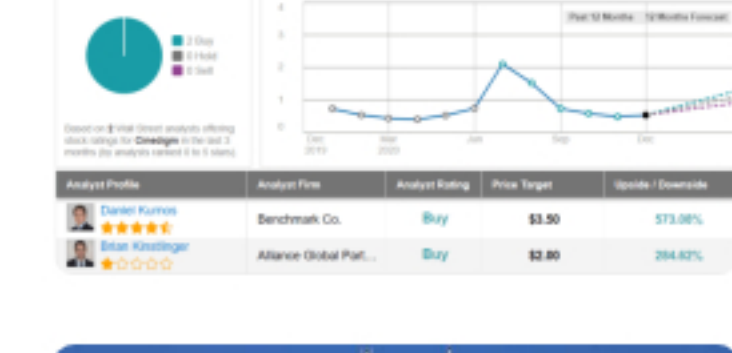 4
3
2
1
0
Past 12 Months 12 Months Forecast
2 Buy
0 Hold
0 Sell
Dec 2019
Mar 2020
Jun
Sep
Dec
Based on 2 Wall Street analysts offering
stock ratings for Cinedigm in the last 3
months (by analysts ranked 0 to 5 stars)
Analyst Profile Analyst Firm Analyst Rating Price Target Upside / Downside
Daniel Kurnos Benchmark Co. Buy $3.50 573.08%
Brian Kinstlinger Alliance Global Part... Buy $2.00 284.62%